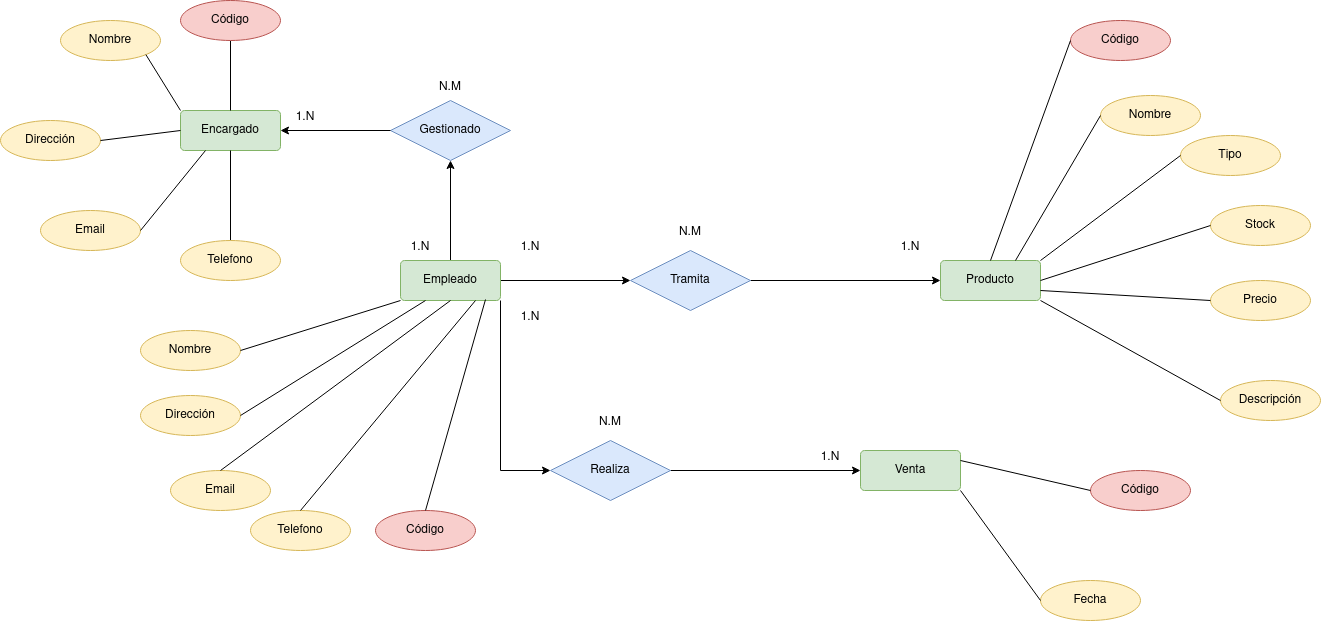 Código
Nombre
Código
N.M
Nombre
1.N
Encargado
Gestionado
Dirección
Tipo
Email
Stock
N.M
1.N
1.N
1.N
Telefono
Empleado
Tramita
Producto
Precio
1.N
Nombre
Descripción
Dirección
N.M
1.N
Realiza
Venta
Email
Código
Telefono
Código
Fecha